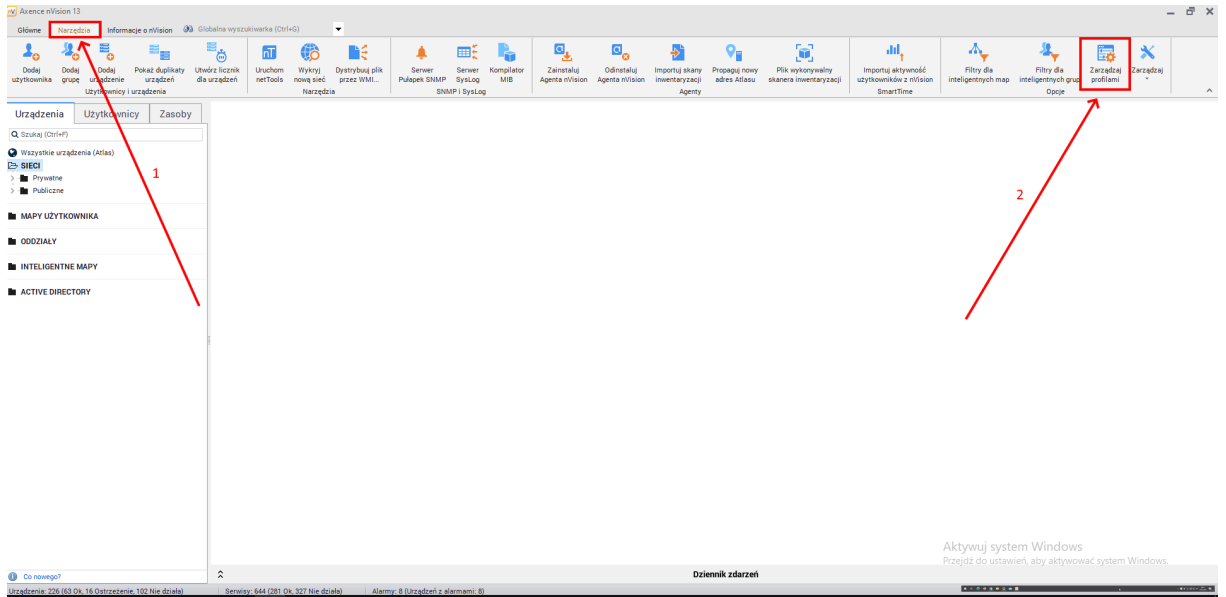 nV Axence nVision 13
Główne Narzędzia Informacje o nVision Globalna wyszukiwarka (Ctrl+G)
Dodaj użytkownika
Dodaj grupę
Dodaj urządzenie
Pokaż duplikaty urządzeń
Utwórz licznik dla urządzeń
Użytkownicy i urządzenia
Uruchom netTools
Wykryj nową sieć
Dystrybuuj plik przez WMI...
Narzędzia
Serwer Pułapek SNMP
Serwer SysLog
Kompilator MIB
SNMP i SysLog
Zainstaluj Agenta nVision
Odinstaluj Agenta nVision
Importuj skany inwentaryzacji
Propaguj nowy adres Atlasu
Plik wykonywalny skanera inwentaryzacji
Agenty
Importuj aktywność użytkowników z nVision
SmartTime
Filtry dla inteligentnych map
Filtry dla inteligentnych grup
Zarządzaj profilami
Zarządzaj
Opcje
Urządzenia Użytkownicy Zasoby
Szukaj (Ctrl+F)
Wszystkie urządzenia (Atlas)
SIECI
Prywatne
Publiczne
MAPY UŻYTKOWNIKA
ODDZIAŁY
INTELIGENTNE MAPY
ACTIVE DIRECTORY
1
2
Aktywuj system Windows
Przejdź do ustawień, aby aktywować system Windows.
Co nowego?
Dziennik zdarzeń
Urządzenia: 226 (63 Ok, 16 Ostrzeżenie, 102 Nie działa) Serwisy: 644 (281 Ok, 327 Nie działa) Alarmy: 8 (Urządzeń z alarmami: 8)